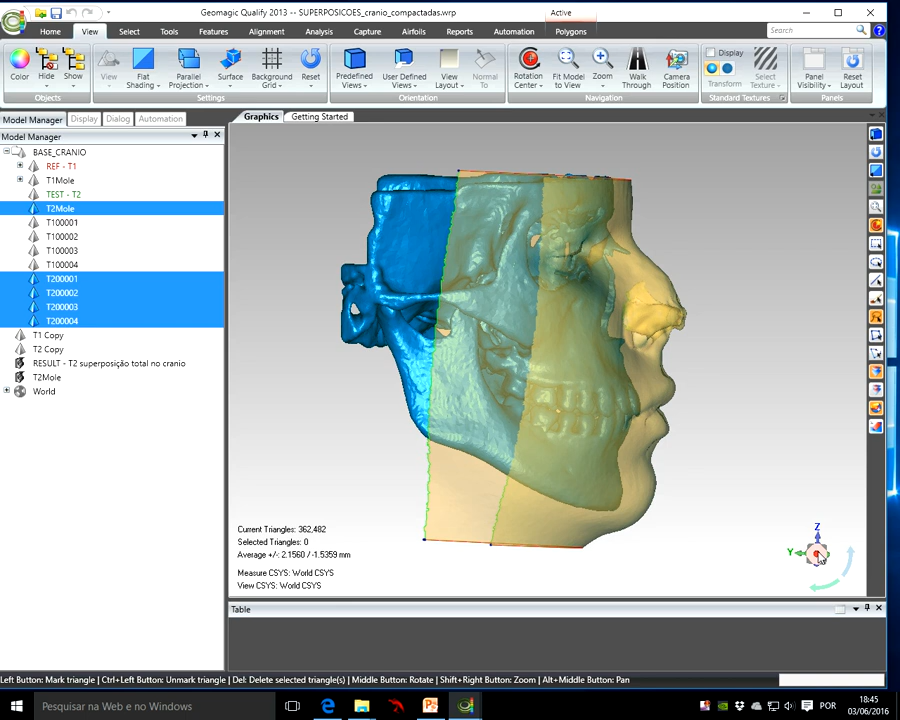 Geomagic Qualify 2013 -- SUPERPOSICOES_cranio_compactadas.wrp
Active
Home View Select Tools Features Alignment Capture Analysis Airfoils Reports Automation Polygons Search
Color Hide Show View Flat Shading Parallel Projection Surface Background Grid Reset Predefined Views User Defined Views View Layout Normal To Rotation Center Fit Model to View Zoom Walk Through Camera Position Display Transform Select Texture Panel Visibility Reset Layout
Objects Settings Orientation Navigation Standard Textures Panels
Model Manager Display Dialog Automation
Graphics Getting Started
Model Manager
BASE_CRANIO
REF - T1
T1Mole
TEST - T2
T2Mole
T100001
T100002
T100003
T100004
T200001
T200002
T200003
T200004
T1 Copy
T2 Copy
RESULT - T2 superposição total no cranio
T2Mole
World
Current Triangles: 362,482
Selected Triangles: 0
Average +/-: 2.1560 / -1.5359 mm
Measure CSYS: World CSYS
View CSYS: World CSYS
Z
Y
Table
Left Button: Mark triangle | Ctrl+Left Button: Unmark triangle | Del: Delete selected triangle(s) | Middle Button: Rotate | Shift+Right Button: Zoom | Alt+Middle Button: Pan
Pesquisar na Web e no Windows
POR
18:45
03/06/2016